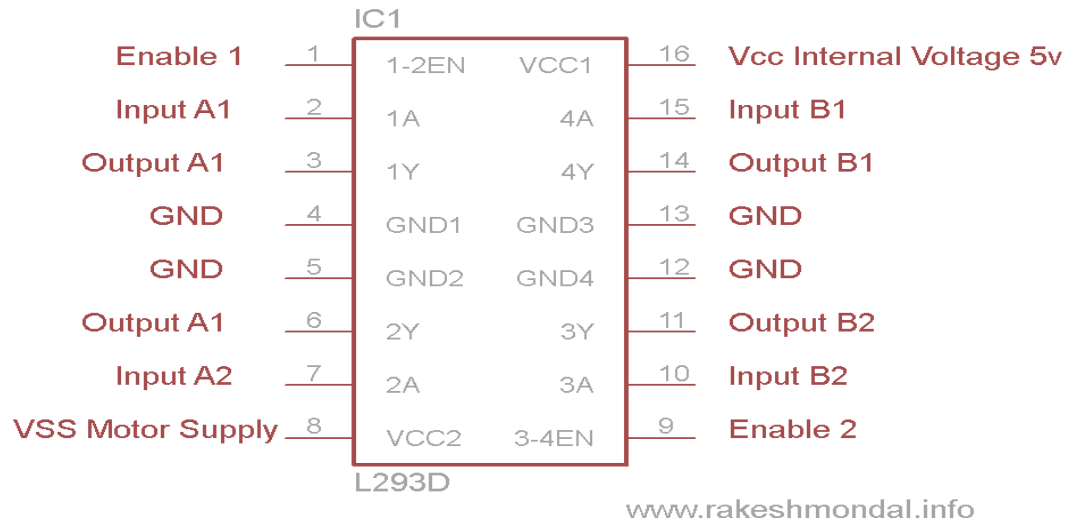 IC1
Enable 1 1 1-2EN VCC1 16 Vcc Internal Voltage 5v
Input A1 2 1A 4A 15 Input B1
Output A1 3 1Y 4Y 14 Output B1
GND 4 GND1 GND3 13 GND
GND 5 GND2 GND4 12 GND
Output A1 6 2Y 3Y 11 Output B2
Input A2 7 2A 3A 10 Input B2
VSS Motor Supply 8 VCC2 3-4EN 9 Enable 2
L293D
www.rakeshmondal.info